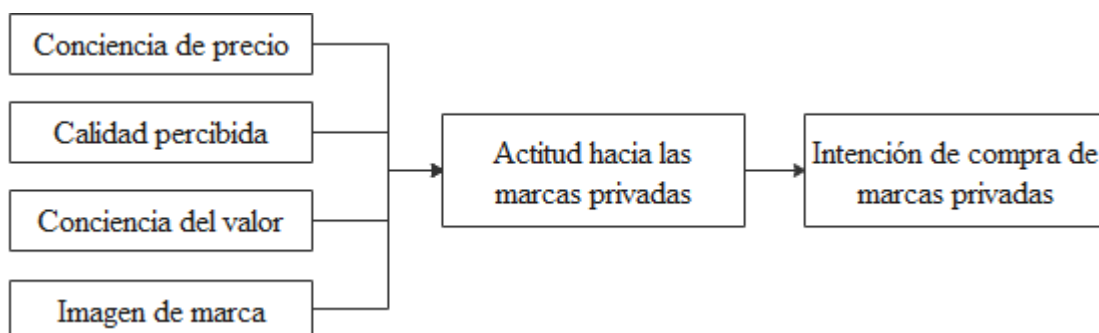 Conciencia de precio
Calidad percibida
Conciencia del valor
Imagen de marca
Actitud hacia las
marcas privadas
Intención de compra de
marcas privadas